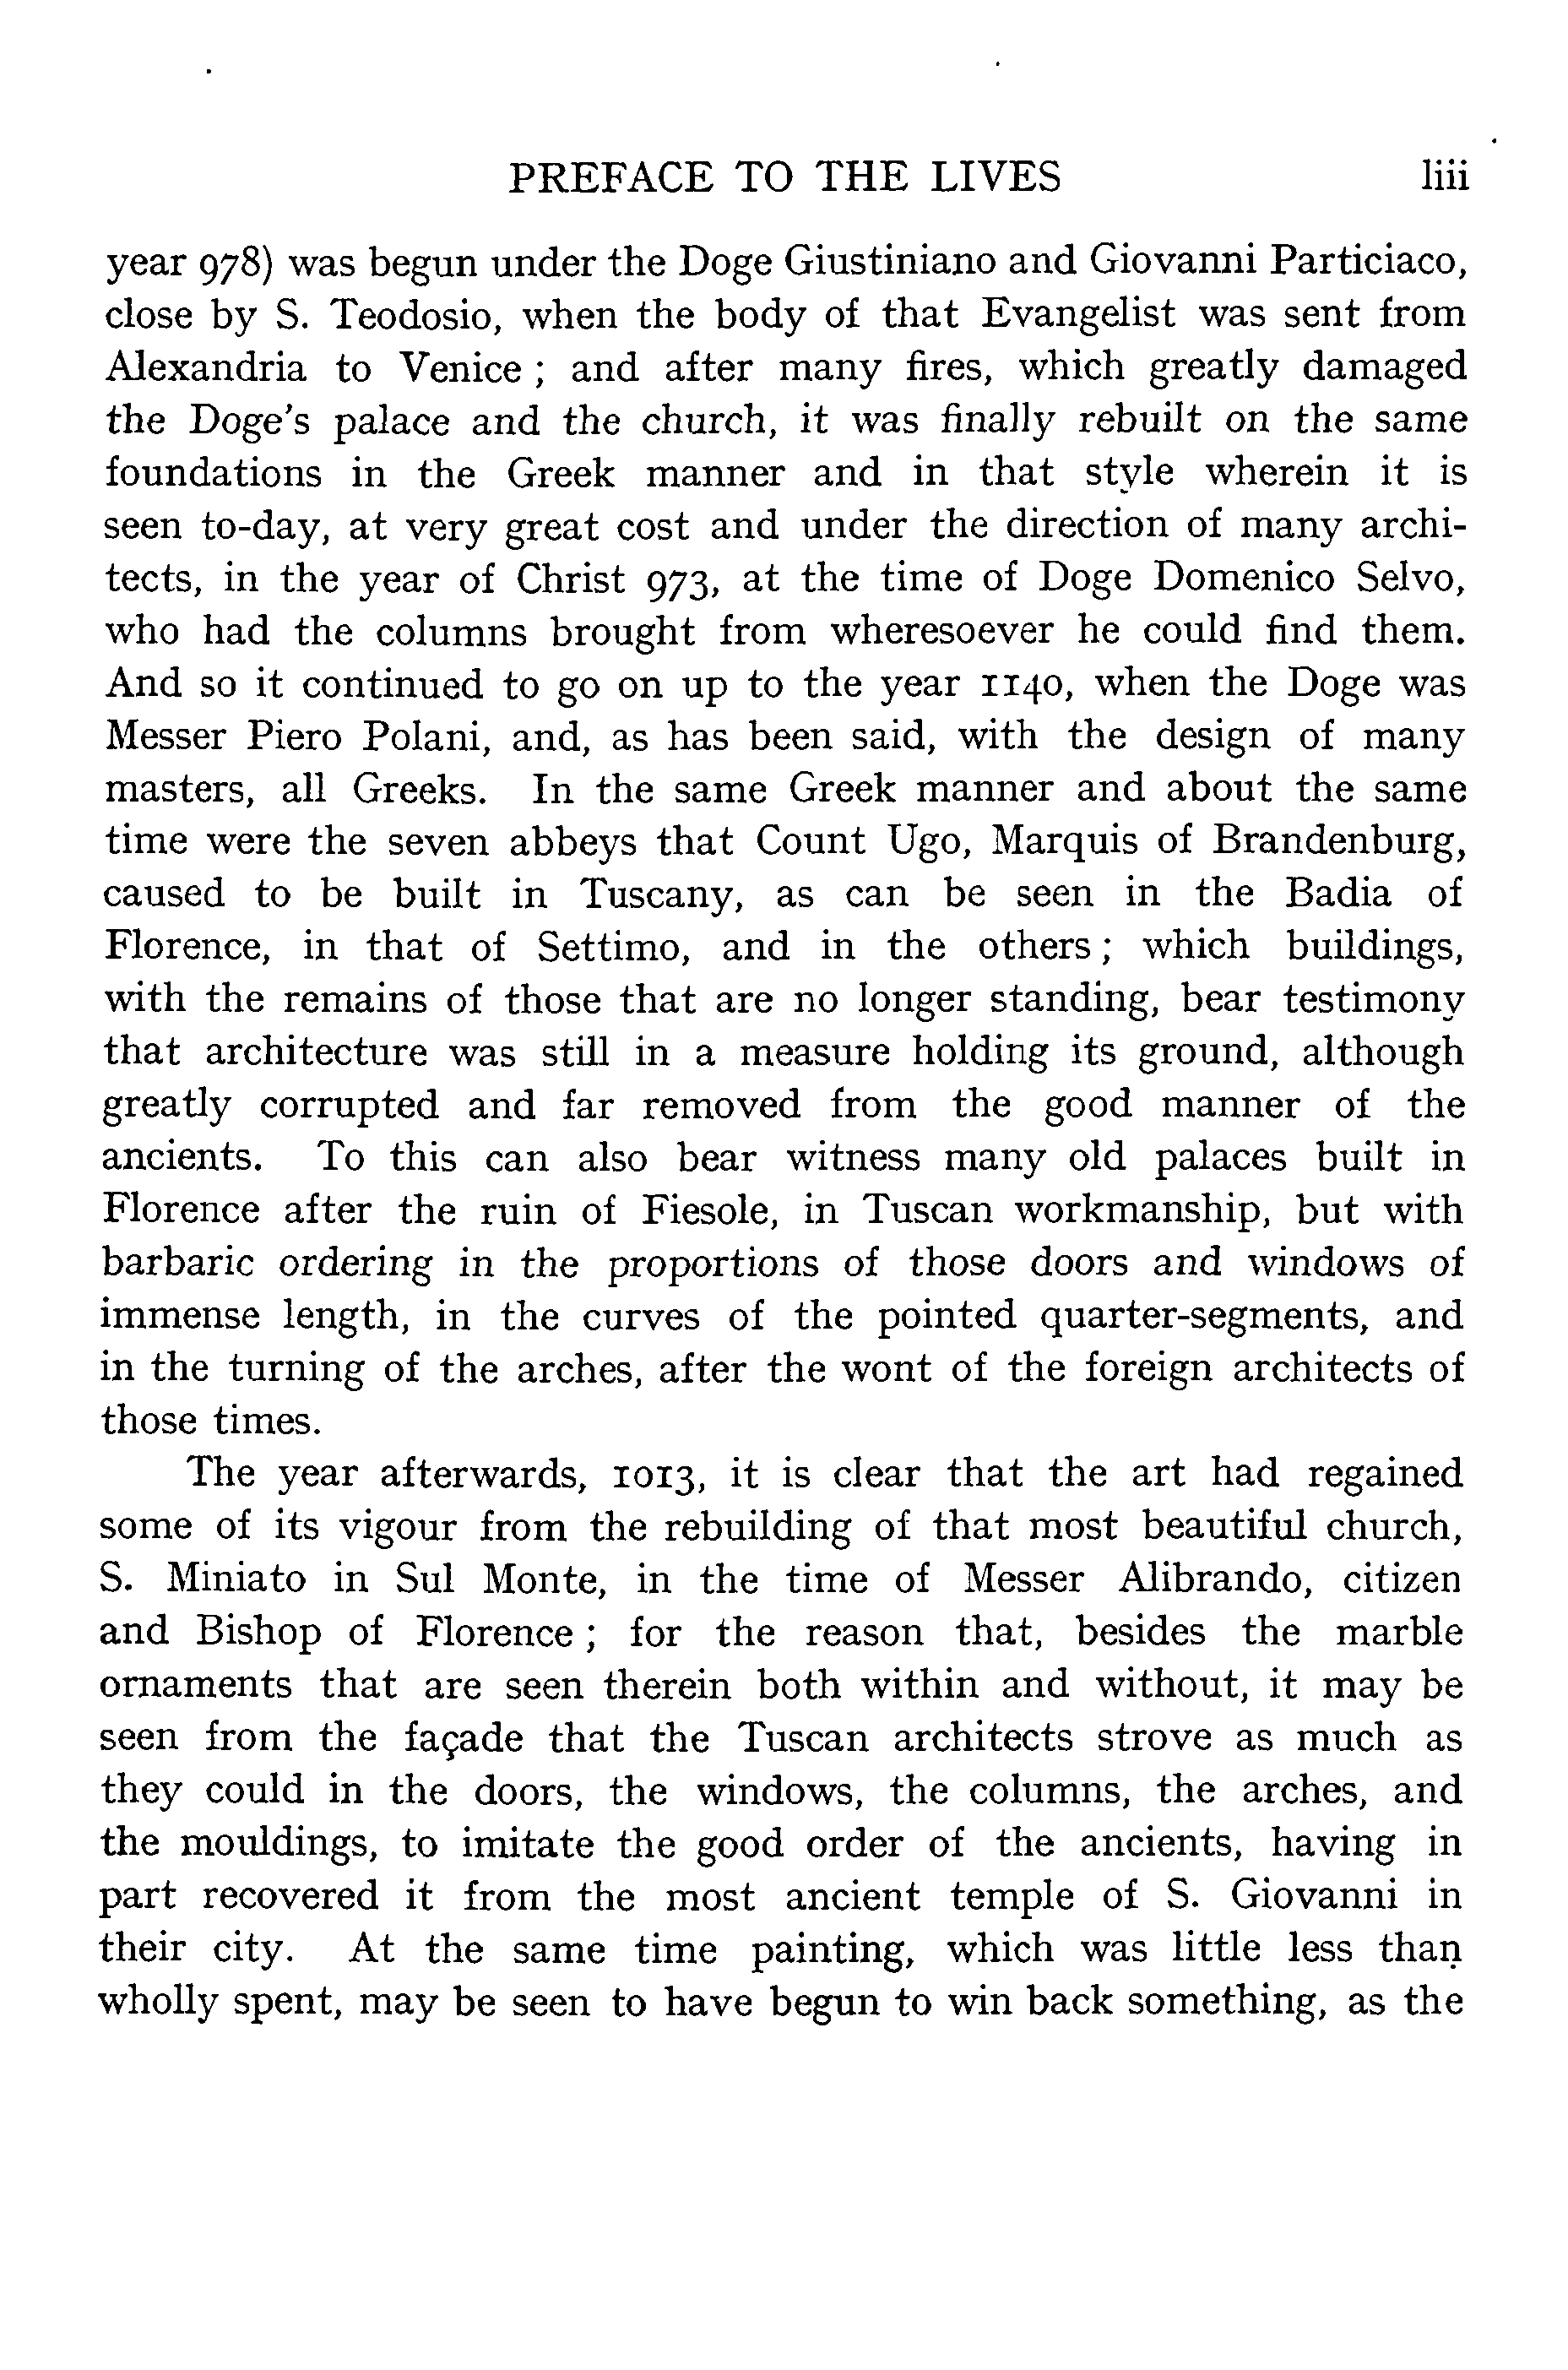 PREFACE TO THE LIVES liii
year 978) was begun under the Doge Giustiniano and Giovanni Particiaco,
close by S. Teodosio, when the body of that Evangelist was sent from
Alexandria to Venice ; and after many fires, which greatly damaged
the Doge's palace and the church, it was finally rebuilt on the same
foundations in the Greek manner and in that style wherein it is
seen to-day, at very great cost and under the direction of many archi-
tects, in the year of Christ 973, at the time of Doge Domenico Selvo,
who had the columns brought from wheresoever he could find them.
And so it continued to go on up to the year 1140, when the Doge was
Messer Piero Polani, and, as has been said, with the design of many
masters, all Greeks. In the same Greek manner and about the same
time were the seven abbeys that Count Ugo, Marquis of Brandenburg,
caused to be built in Tuscany, as can be seen in the Badia of
Florence, in that of Settimo, and in the others ; which buildings,
with the remains of those that are no longer standing, bear testimony
that architecture was still in a measure holding its ground, although
greatly corrupted and far removed from the good manner of the
ancients. To this can also bear witness many old palaces built in
Florence after the ruin of Fiesole, in Tuscan workmanship, but with
barbaric ordering in the proportions of those doors and windows of
immense length, in the curves of the pointed quarter-segments, and
in the turning of the arches, after the wont of the foreign architects of
those times.
The year afterwards, 1013, it is clear that the art had regained
some of its vigour from the rebuilding of that most beautiful church,
S. Miniato in Sul Monte, in the time of Messer Alibrando, citizen
and Bishop of Florence ; for the reason that, besides the marble
ornaments that are seen therein both within and without, it may be
seen from the façade that the Tuscan architects strove as much as
they could in the doors, the windows, the columns, the arches, and
the mouldings, to imitate the good order of the ancients, having in
part recovered it from the most ancient temple of S. Giovanni in
their city. At the same time painting, which was little less than
wholly spent, may be seen to have begun to win back something, as the